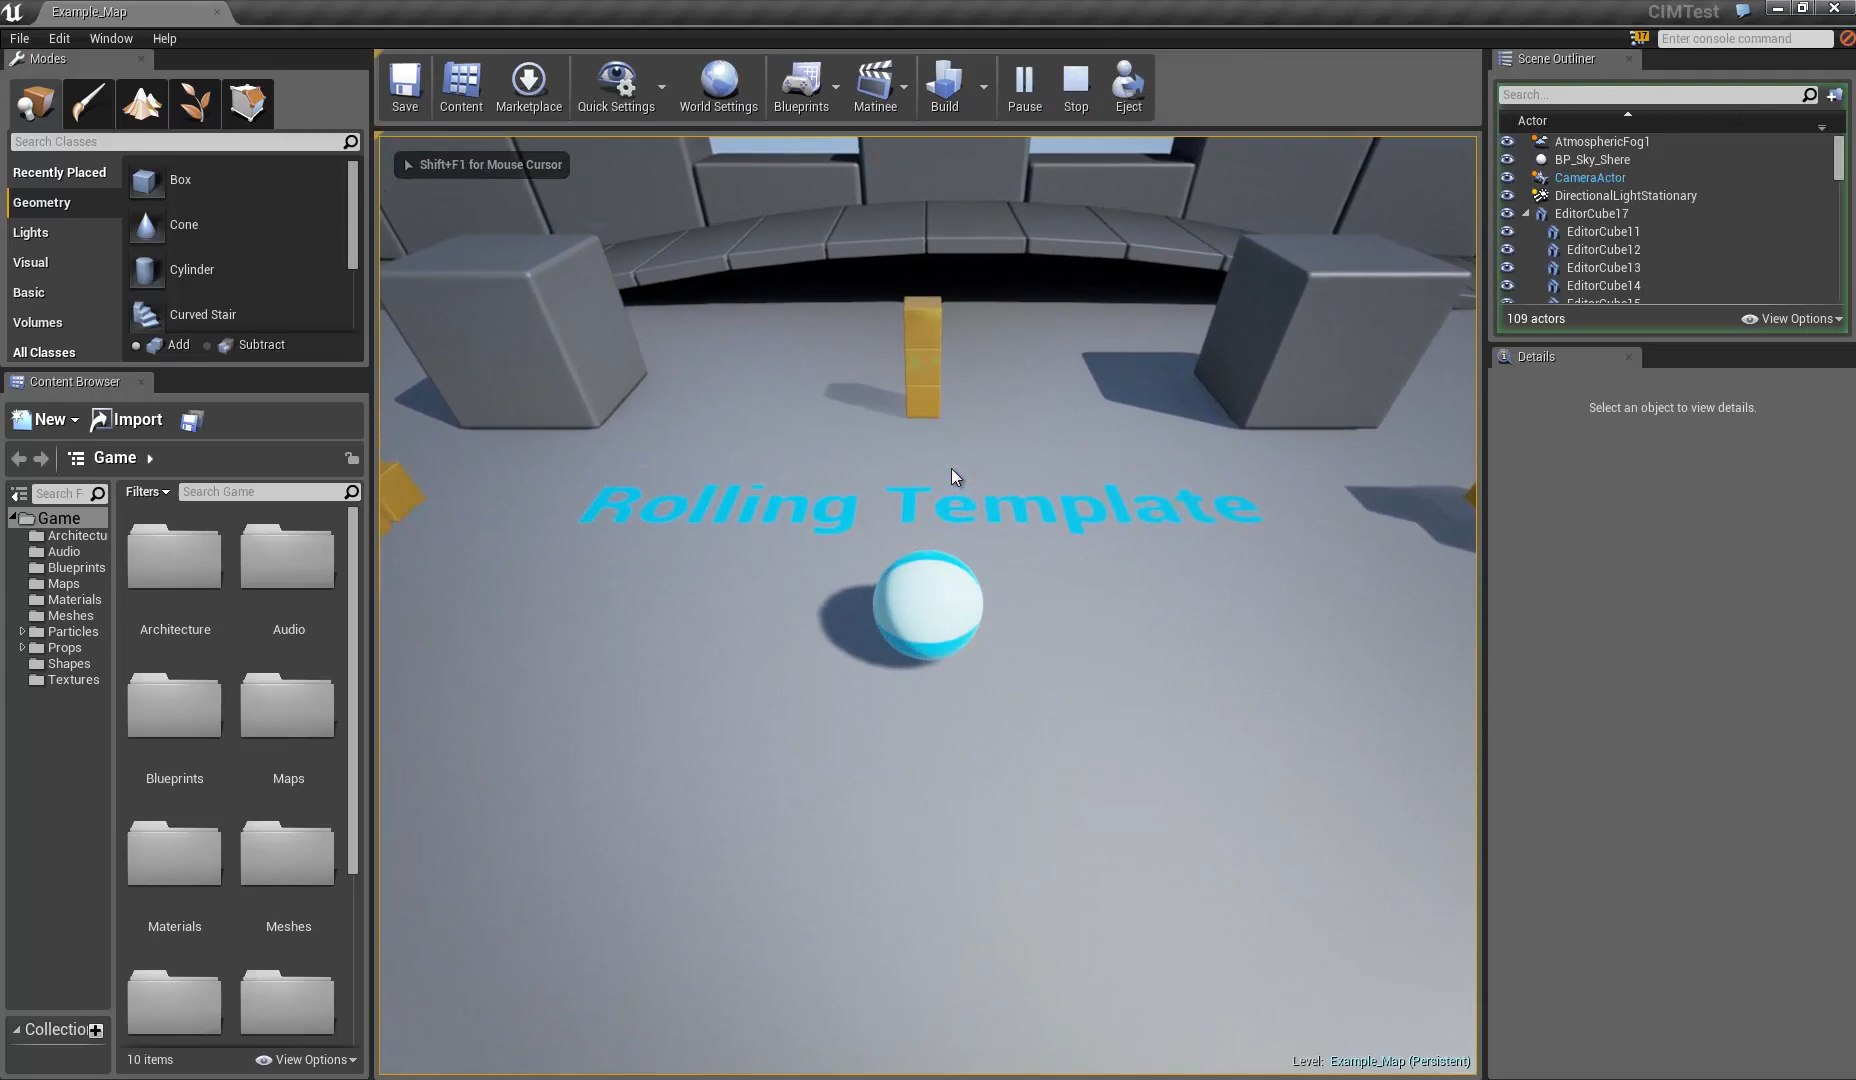 Example_Map
CIMTest
File Edit Window Help
17
Enter console command
Modes
Search Classes
Recently Placed
Geometry
Lights
Visual
Basic
Volumes
All Classes
Box
Cone
Cylinder
Curved Stair
Add Subtract
Save Content Marketplace Quick Settings World Settings Blueprints Matinee Build Pause Stop Eject
Shift+F1 for Mouse Cursor
Rolling Template
Level: Example_Map (Persistent)
Content Browser
New Import
Game
Search F
Filters Search Game
Game
Architectu
Audio
Blueprints
Maps
Materials
Meshes
Particles
Props
Shapes
Textures
Architecture Audio
Blueprints Maps
Materials Meshes
Collectio
10 items View Options
Scene Outliner
Search...
Actor
AtmosphericFog1
BP_Sky_Shere
CameraActor
DirectionalLightStationary
EditorCube17
EditorCube11
EditorCube12
EditorCube13
EditorCube14
EditorCube15
109 actors View Options
Details
Select an object to view details.